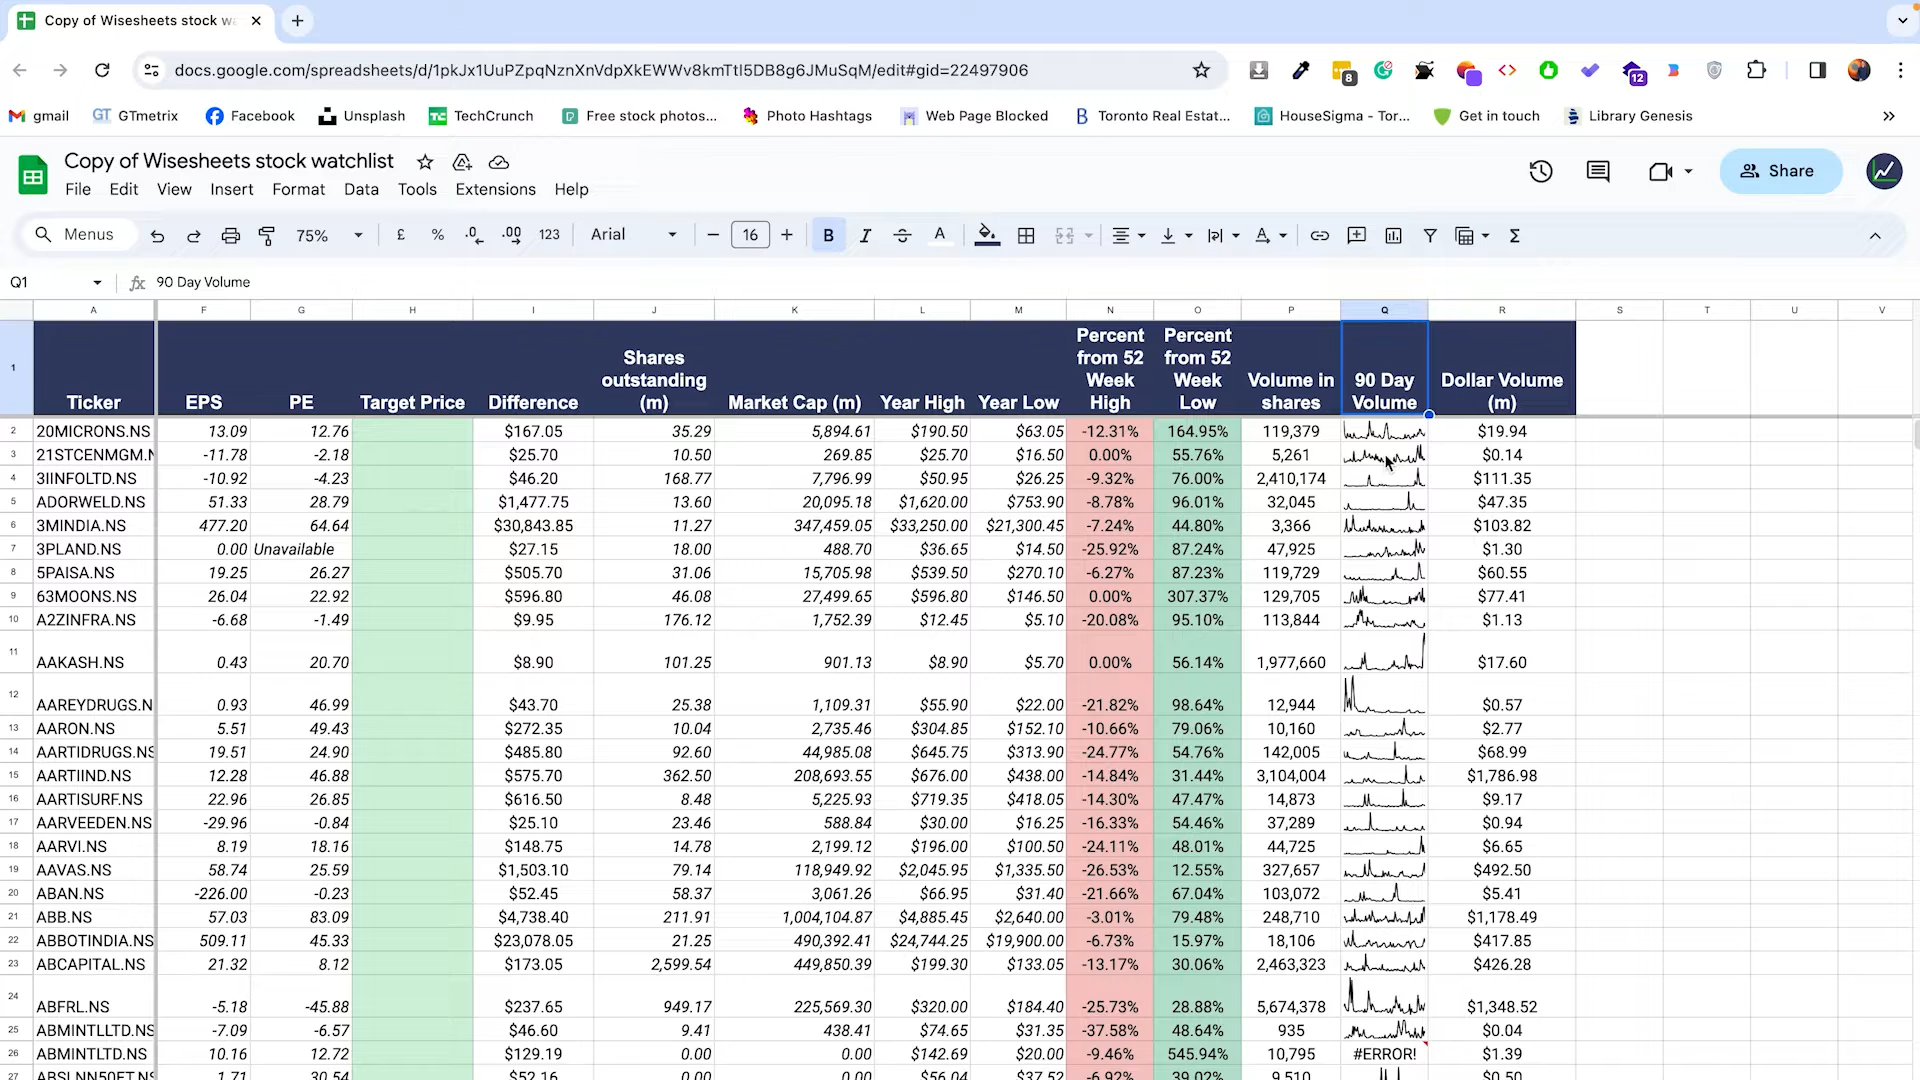 Copy of Wisesheets stock wa
docs.google.com/spreadsheets/d/1pkJx1UuPZpqNznXnVdpXkEWWv8kmTtI5DB8g6JMuSqM/edit#gid=22497906
8
12
gmail GTmetrix Facebook Unsplash TechCrunch Free stock photos... Photo Hashtags Web Page Blocked Toronto Real Estat... HouseSigma - Tor... Get in touch Library Genesis
Copy of Wisesheets stock watchlist
File Edit View Insert Format Data Tools Extensions Help
Share
Menus 75% £ % .0 .00 123 Arial 16 B I
Q1 fx 90 Day Volume
A F G H I J K L M N O P Q R S T U V
1 Ticker EPS PE Target Price Difference Shares outstanding (m) Market Cap (m) Year High Year Low Percent from 52 Week High Percent from 52 Week Low Volume in shares 90 Day Volume Dollar Volume (m)
2 20MICRONS.NS 13.09 12.76 $167.05 35.29 5,894.61 $190.50 $63.05 -12.31% 164.95% 119,379 $19.94
3 21STCENMGM.N -11.78 -2.18 $25.70 10.50 269.85 $25.70 $16.50 0.00% 55.76% 5,261 $0.14
4 3IINFOLTD.NS -10.92 -4.23 $46.20 168.77 7,796.99 $50.95 $26.25 -9.32% 76.00% 2,410,174 $111.35
5 ADORWELD.NS 51.33 28.79 $1,477.75 13.60 20,095.18 $1,620.00 $753.90 -8.78% 96.01% 32,045 $47.35
6 3MINDIA.NS 477.20 64.64 $30,843.85 11.27 347,459.05 $33,250.00 $21,300.45 -7.24% 44.80% 3,366 $103.82
7 3PLAND.NS 0.00 Unavailable $27.15 18.00 488.70 $36.65 $14.50 -25.92% 87.24% 47,925 $1.30
8 5PAISA.NS 19.25 26.27 $505.70 31.06 15,705.98 $539.50 $270.10 -6.27% 87.23% 119,729 $60.55
9 63MOONS.NS 26.04 22.92 $596.80 46.08 27,499.65 $596.80 $146.50 0.00% 307.37% 129,705 $77.41
10 A2ZINFRA.NS -6.68 -1.49 $9.95 176.12 1,752.39 $12.45 $5.10 -20.08% 95.10% 113,844 $1.13
11 AAKASH.NS 0.43 20.70 $8.90 101.25 901.13 $8.90 $5.70 0.00% 56.14% 1,977,660 $17.60
12 AAREYDRUGS.N 0.93 46.99 $43.70 25.38 1,109.31 $55.90 $22.00 -21.82% 98.64% 12,944 $0.57
13 AARON.NS 5.51 49.43 $272.35 10.04 2,735.46 $304.85 $152.10 -10.66% 79.06% 10,160 $2.77
14 AARTIDRUGS.NS 19.51 24.90 $485.80 92.60 44,985.08 $645.75 $313.90 -24.77% 54.76% 142,005 $68.99
15 AARTIIND.NS 12.28 46.88 $575.70 362.50 208,693.55 $676.00 $438.00 -14.84% 31.44% 3,104,004 $1,786.98
16 AARTISURF.NS 22.96 26.85 $616.50 8.48 5,225.93 $719.35 $418.05 -14.30% 47.47% 14,873 $9.17
17 AARVEEDEN.NS -29.96 -0.84 $25.10 23.46 588.84 $30.00 $16.25 -16.33% 54.46% 37,289 $0.94
18 AARVI.NS 8.19 18.16 $148.75 14.78 2,199.12 $196.00 $100.50 -24.11% 48.01% 44,725 $6.65
19 AAVAS.NS 58.74 25.59 $1,503.10 79.14 118,949.92 $2,045.95 $1,335.50 -26.53% 12.55% 327,657 $492.50
20 ABAN.NS -226.00 -0.23 $52.45 58.37 3,061.26 $66.95 $31.40 -21.66% 67.04% 103,072 $5.41
21 ABB.NS 57.03 83.09 $4,738.40 211.91 1,004,104.87 $4,885.45 $2,640.00 -3.01% 79.48% 248,710 $1,178.49
22 ABBOTINDIA.NS 509.11 45.33 $23,078.05 21.25 490,392.41 $24,744.25 $19,900.00 -6.73% 15.97% 18,106 $417.85
23 ABCAPITAL.NS 21.32 8.12 $173.05 2,599.54 449,850.39 $199.30 $133.05 -13.17% 30.06% 2,463,323 $426.28
24 ABFRL.NS -5.18 -45.88 $237.65 949.17 225,569.30 $320.00 $184.40 -25.73% 28.88% 5,674,378 $1,348.52
25 ABMINTLLTD.NS -7.09 -6.57 $46.60 9.41 438.41 $74.65 $31.35 -37.58% 48.64% 935 $0.04
26 ABMINTLTD.NS 10.16 12.72 $129.19 0.00 0.00 $142.69 $20.00 -9.46% 545.94% 10,795 #ERROR! $1.39
27 ABSLNN50ET.NS 1.71 30.54 $52.16 0.00 0.00 $56.04 $37.52 -6.92% 39.02% 9,510 $0.50